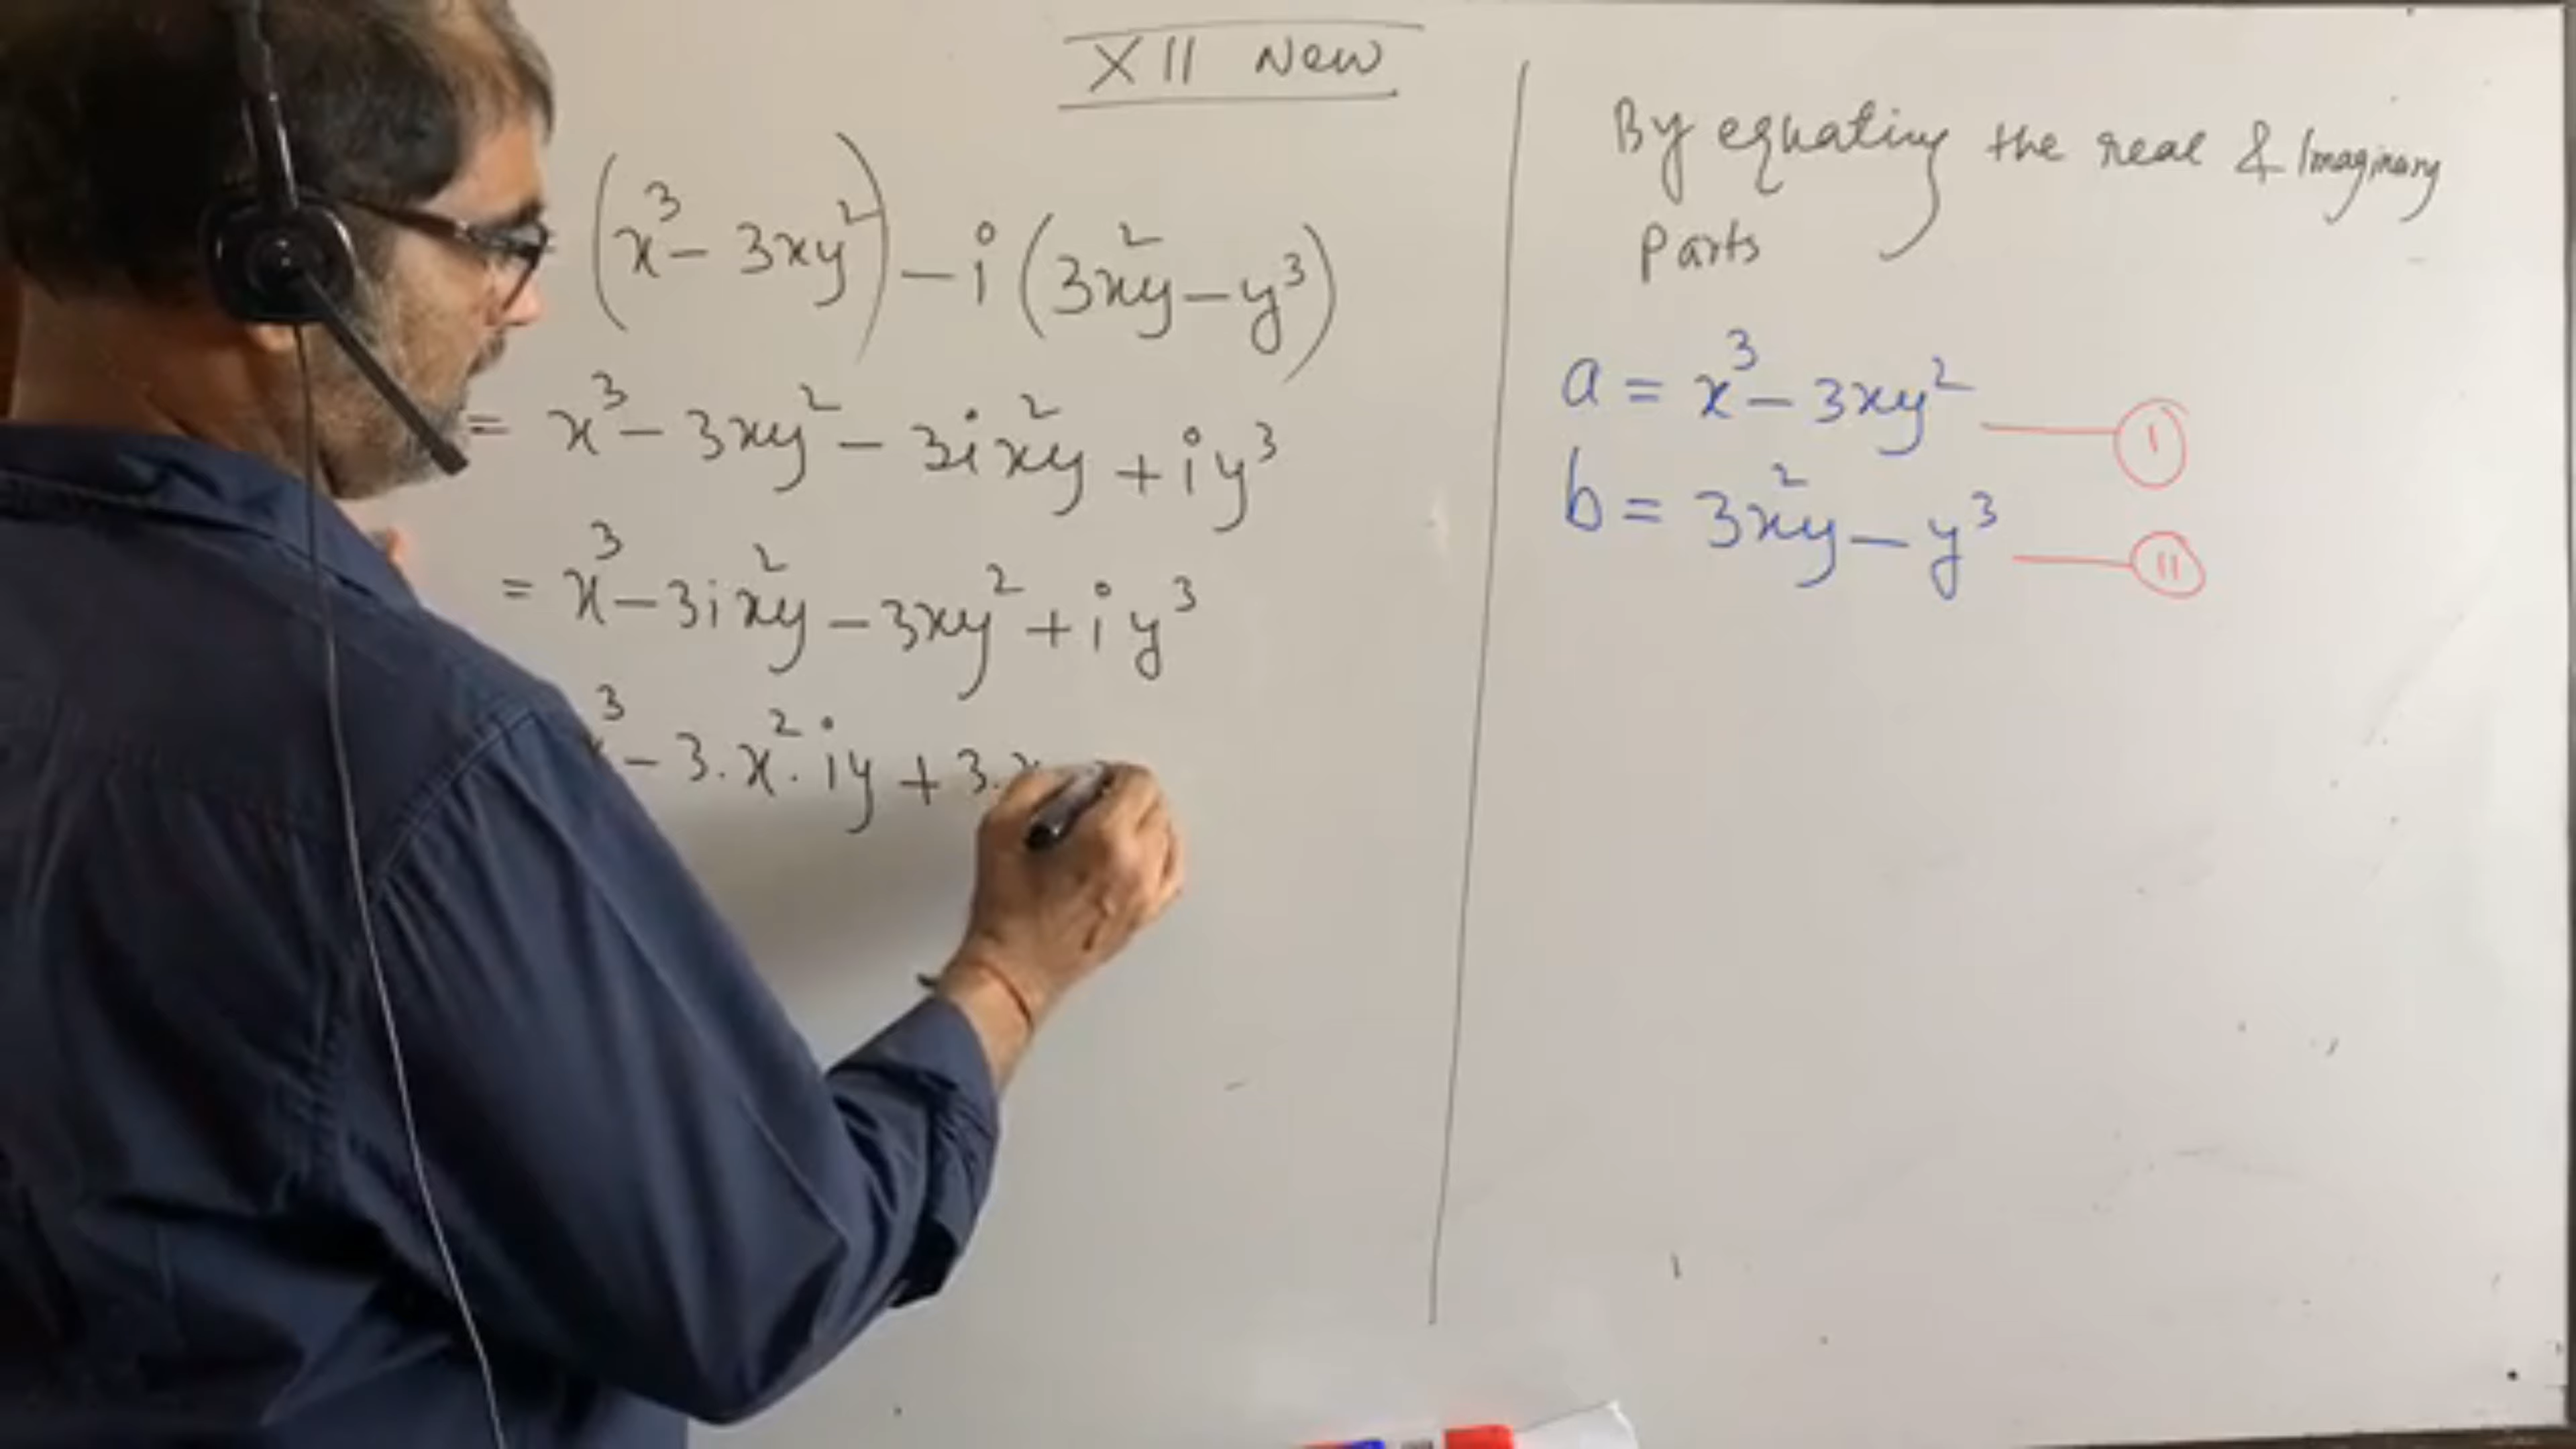 XII New
(x³ - 3xy²) - i (3x²y - y³)
= x³ - 3xy² - 3ix²y + iy³
= x³ - 3ix²y - 3xy² + iy³
³ - 3.x².iy + 3.
By equating the real & Imaginary
Parts
a = x³ - 3xy² — I
b = 3x²y - y³ — II